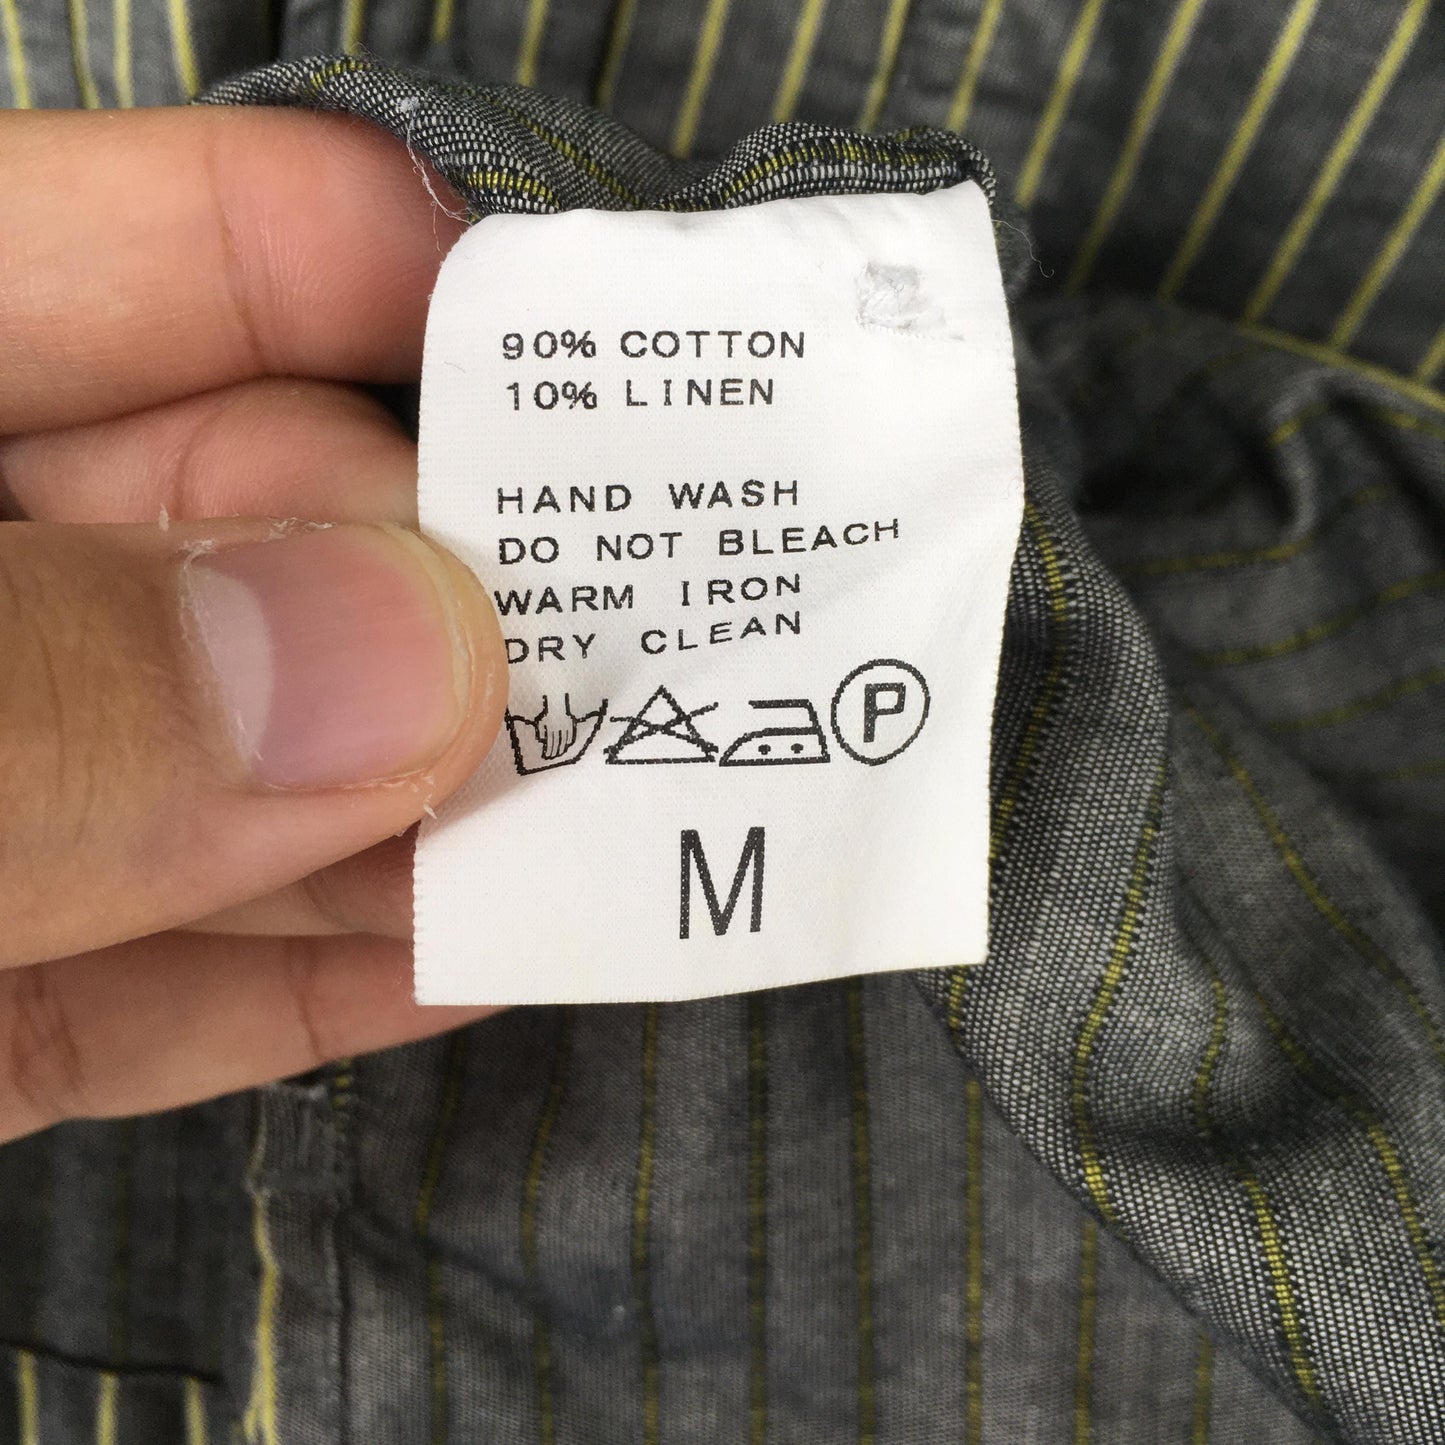 90% COTTON
10% LINEN
HAND WASH
DO NOT BLEACH
WARM IRON
DRY CLEAN
P
M